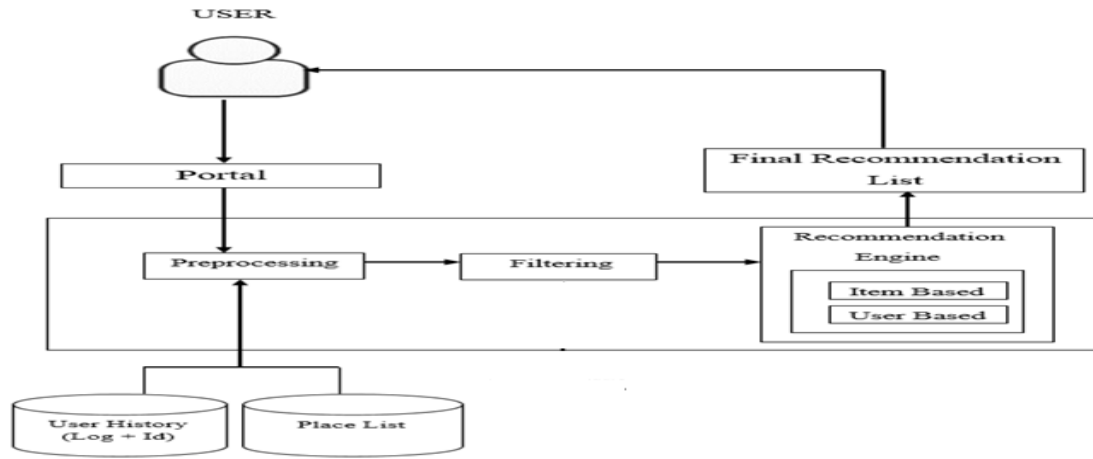 USER
Portal
Final Recommendation
List
Preprocessing
Filtering
Recommendation
Engine
Item Based
User Based
User History
(Log + Id)
Place List